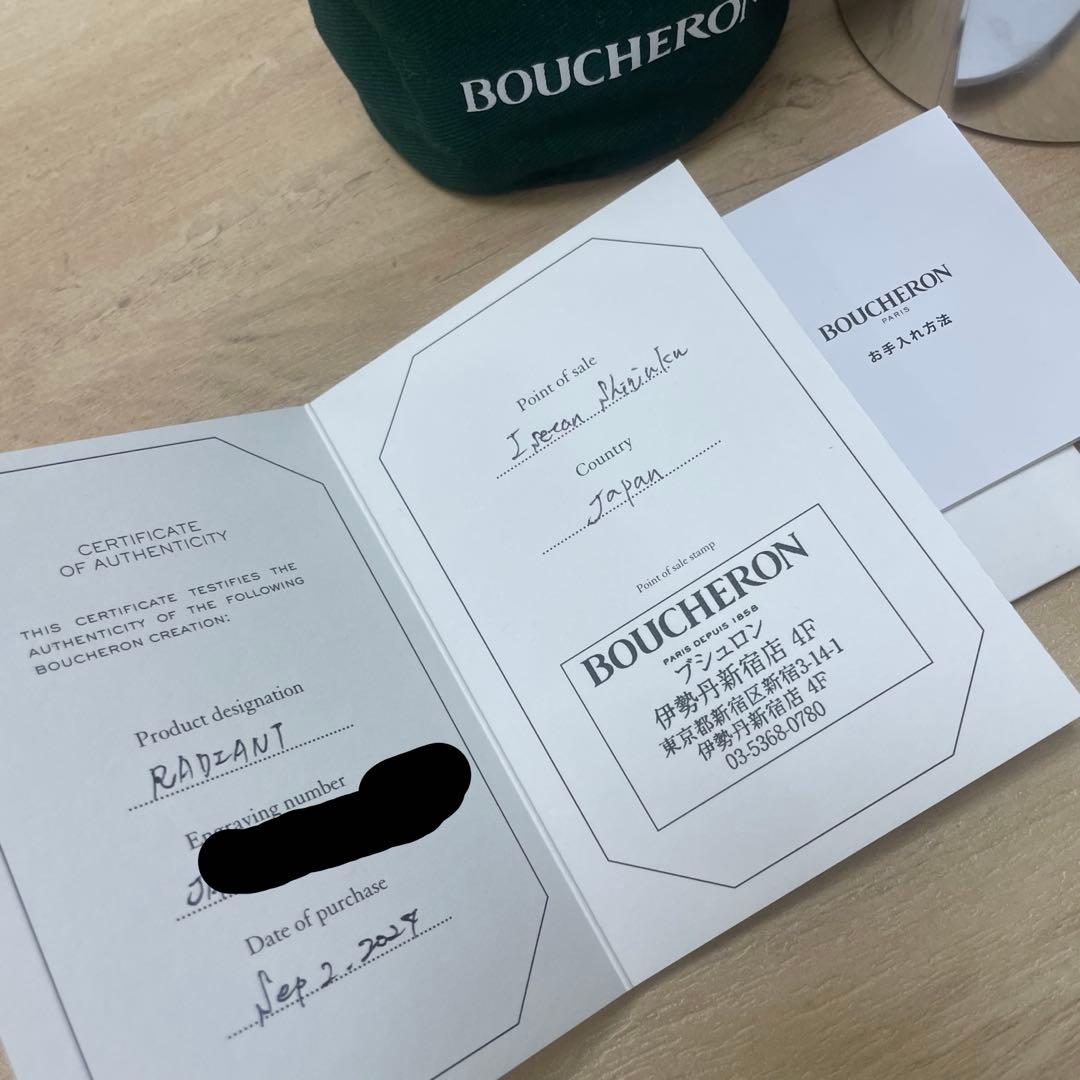 BOUCHERON
BOUCHERON
PARIS
お手入れ方法
CERTIFICATE
OF AUTHENTICITY
THIS CERTIFICATE TESTIFIES THE
AUTHENTICITY OF THE FOLLOWING
BOUCHERON CREATION:
Product designation
RADIANT
Engraving number
Date of purchase
Sep 2. 2024
Point of sale
Isetan Shinjuku
Country
Japan
Point of sale stamp
BOUCHERON
PARIS DEPUIS 1858
ブシュロン
伊勢丹新宿店 4F
東京都新宿区新宿3-14-1
伊勢丹新宿店 4F
03-5368-0780